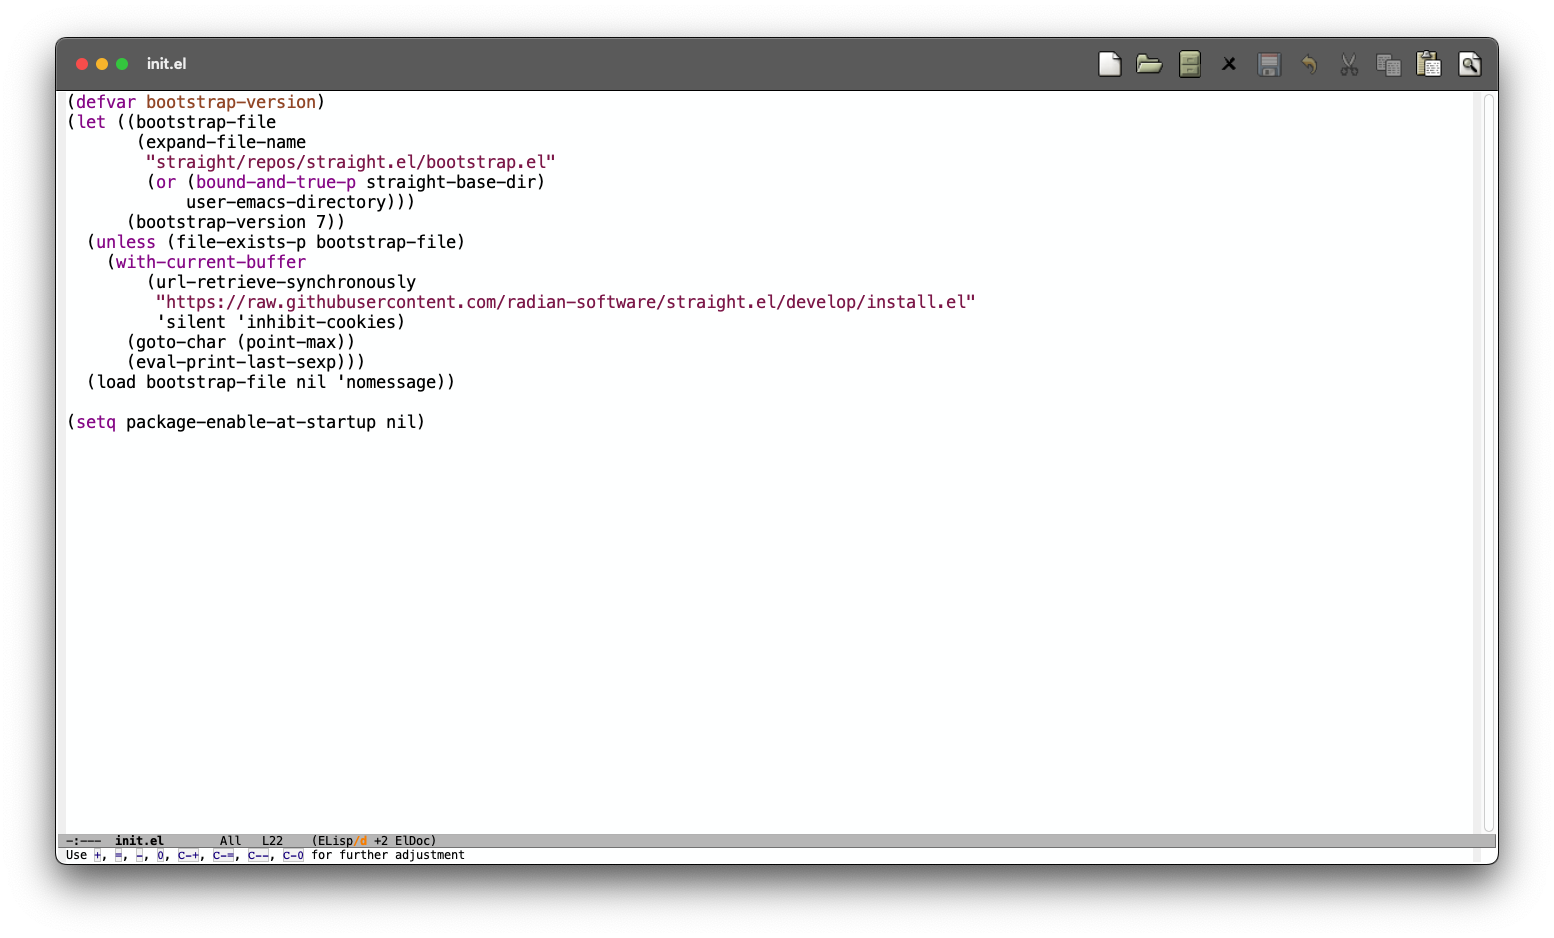 init.el
(defvar bootstrap-version)
(let ((bootstrap-file
       (expand-file-name
        "straight/repos/straight.el/bootstrap.el"
        (or (bound-and-true-p straight-base-dir)
            user-emacs-directory)))
      (bootstrap-version 7))
  (unless (file-exists-p bootstrap-file)
    (with-current-buffer
        (url-retrieve-synchronously
         "https://raw.githubusercontent.com/radian-software/straight.el/develop/install.el"
         'silent 'inhibit-cookies)
      (goto-char (point-max))
      (eval-print-last-sexp)))
  (load bootstrap-file nil 'nomessage))

(setq package-enable-at-startup nil)
-:---  init.el        All   L22    (ELisp/d +2 ElDoc)
Use +, =, -, 0, C-+, C-=, C--, C-0 for further adjustment